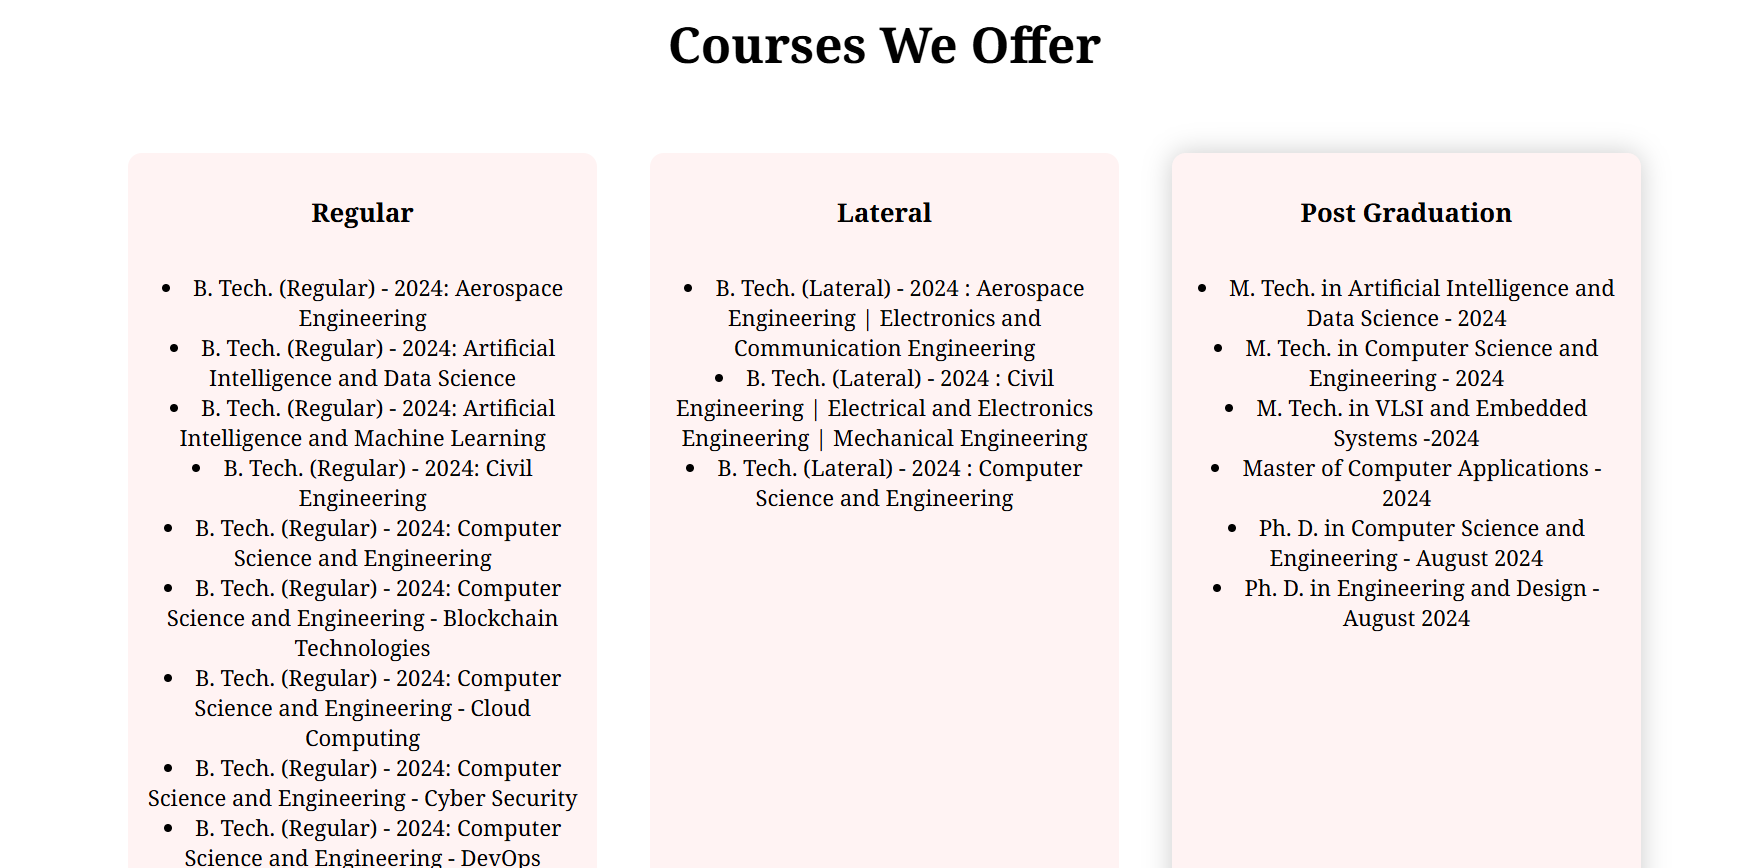 Courses We Offer
Regular
• B. Tech. (Regular) - 2024: Aerospace
Engineering
• B. Tech. (Regular) - 2024: Artificial
Intelligence and Data Science
• B. Tech. (Regular) - 2024: Artificial
Intelligence and Machine Learning
• B. Tech. (Regular) - 2024: Civil
Engineering
• B. Tech. (Regular) - 2024: Computer
Science and Engineering
• B. Tech. (Regular) - 2024: Computer
Science and Engineering - Blockchain
Technologies
• B. Tech. (Regular) - 2024: Computer
Science and Engineering - Cloud
Computing
• B. Tech. (Regular) - 2024: Computer
Science and Engineering - Cyber Security
• B. Tech. (Regular) - 2024: Computer
Science and Engineering - DevOps
Lateral
• B. Tech. (Lateral) - 2024 : Aerospace
Engineering | Electronics and
Communication Engineering
• B. Tech. (Lateral) - 2024 : Civil
Engineering | Electrical and Electronics
Engineering | Mechanical Engineering
• B. Tech. (Lateral) - 2024 : Computer
Science and Engineering
Post Graduation
• M. Tech. in Artificial Intelligence and
Data Science - 2024
• M. Tech. in Computer Science and
Engineering - 2024
• M. Tech. in VLSI and Embedded
Systems -2024
• Master of Computer Applications -
2024
• Ph. D. in Computer Science and
Engineering - August 2024
• Ph. D. in Engineering and Design -
August 2024